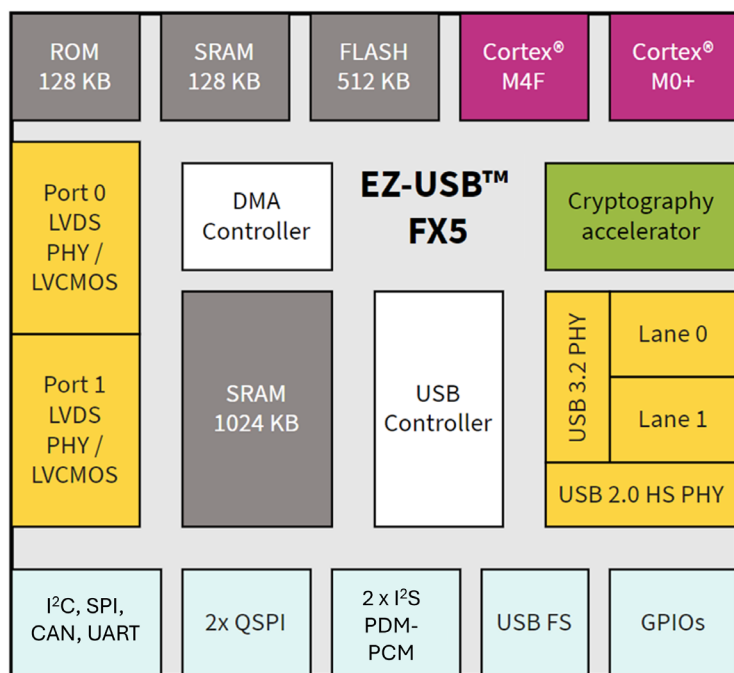 ROM
128 KB
SRAM
128 KB
FLASH
512 KB
Cortex®
M4F
Cortex®
M0+
Port 0
LVDS
PHY /
LVCMOS
DMA
Controller
EZ-USB™
FX5
Cryptography
accelerator
Port 1
LVDS
PHY /
LVCMOS
SRAM
1024 KB
USB
Controller
USB 3.2 PHY
Lane 0
Lane 1
USB 2.0 HS PHY
I²C, SPI,
CAN, UART
2x QSPI
2 x I²S
PDM-
PCM
USB FS
GPIOs